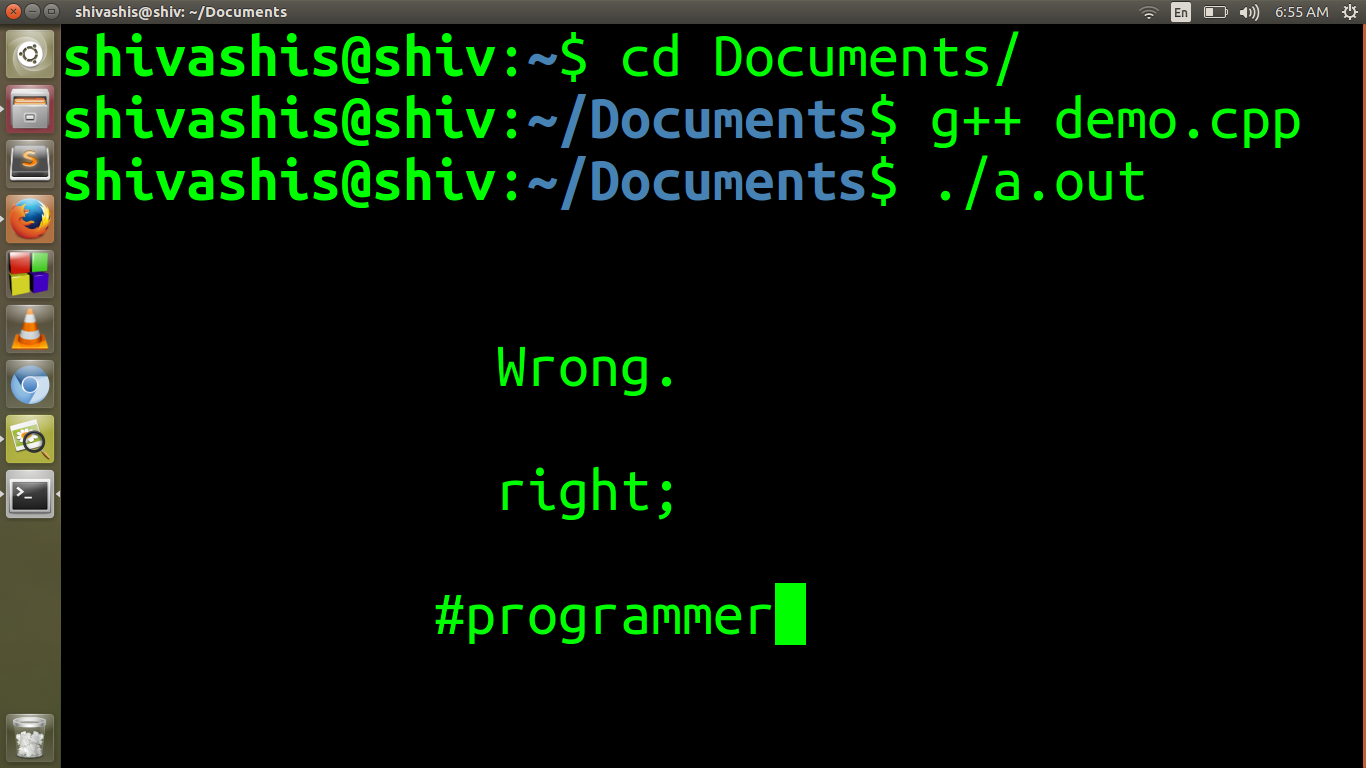 shivashis@shiv: ~/Documents
En
6:55 AM
shivashis@shiv:~$ cd Documents/
shivashis@shiv:~/Documents$ g++ demo.cpp
shivashis@shiv:~/Documents$ ./a.out
Wrong.
right;
#programmer